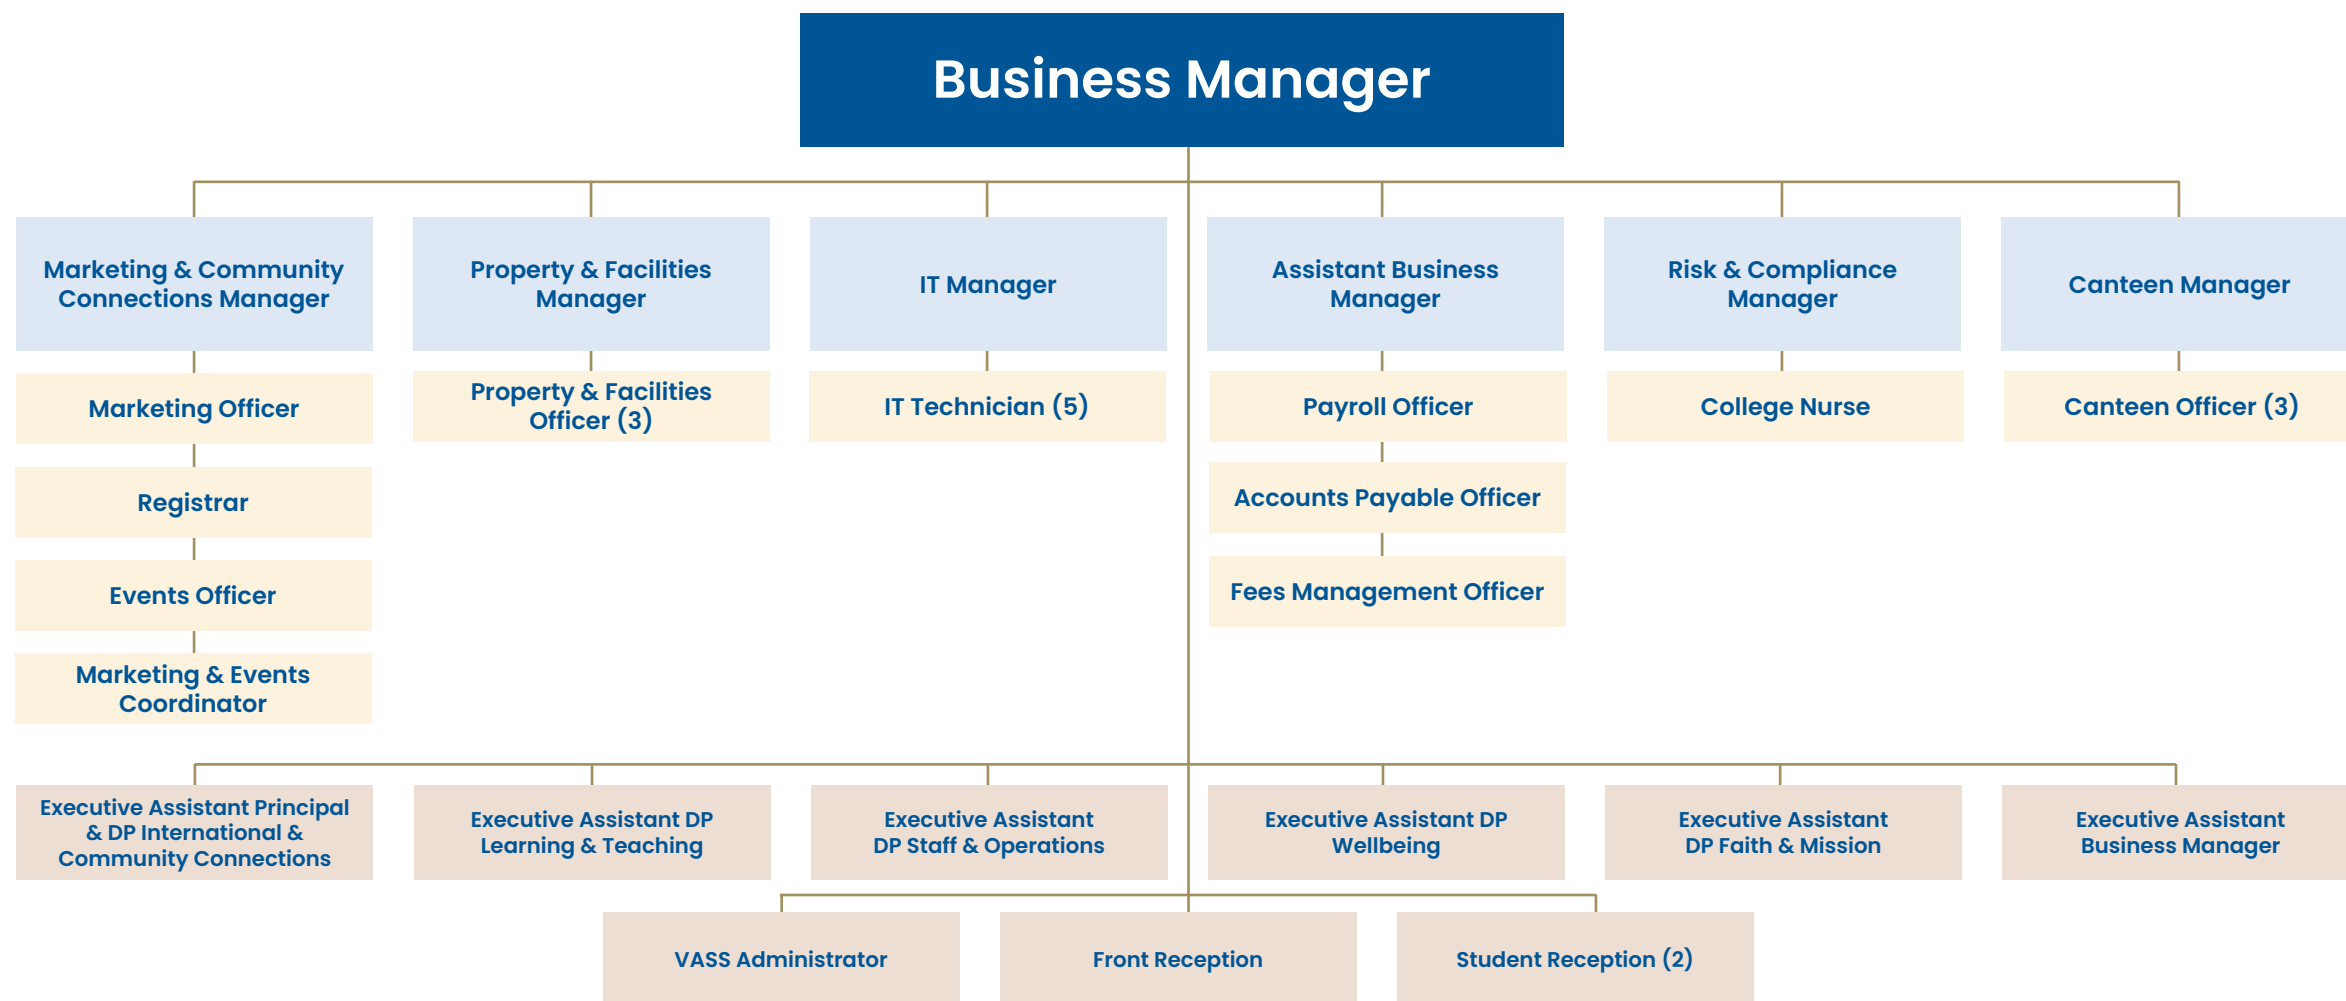 Business Manager
Marketing & Community
Connections Manager
Property & Facilities
Manager
IT Manager
Assistant Business
Manager
Risk & Compliance
Manager
Canteen Manager
Marketing Officer
Property & Facilities
Officer (3)
IT Technician (5)
Payroll Officer
College Nurse
Canteen Officer (3)
Registrar
Accounts Payable Officer
Events Officer
Fees Management Officer
Marketing & Events
Coordinator
Executive Assistant Principal
& DP International &
Community Connections
Executive Assistant DP
Learning & Teaching
Executive Assistant
DP Staff & Operations
Executive Assistant DP
Wellbeing
Executive Assistant
DP Faith & Mission
Executive Assistant
Business Manager
VASS Administrator
Front Reception
Student Reception (2)